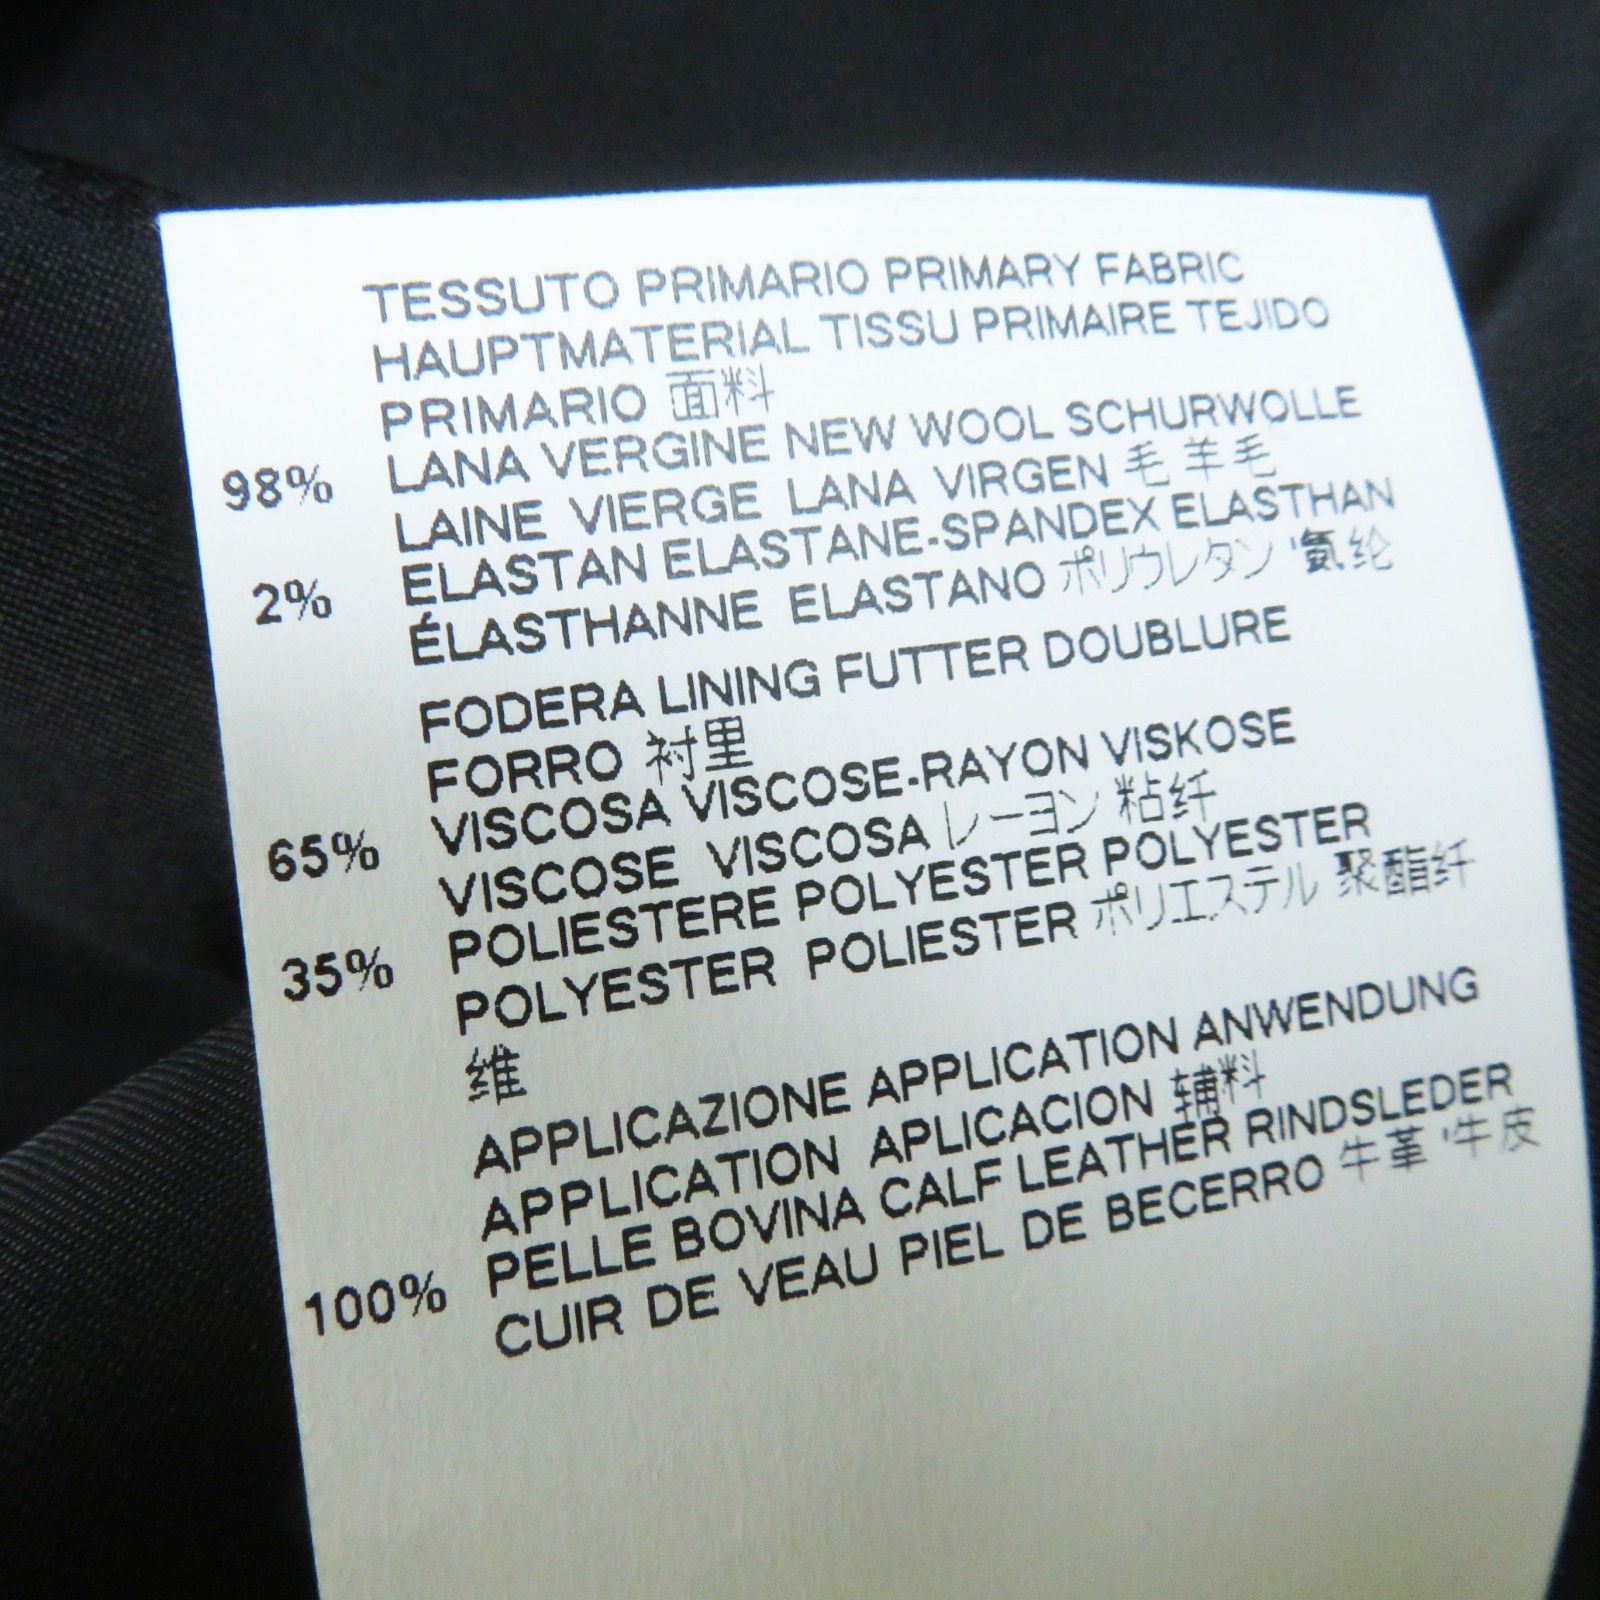 TESSUTO PRIMARIO PRIMARY FABRIC
HAUPTMATERIAL TISSU PRIMAIRE TEJIDO
PRIMARIO 面料
98% LANA VERGINE NEW WOOL SCHURWOLLE
LAINE VIERGE LANA VIRGEN 毛 羊毛
2% ELASTAN ELASTANE-SPANDEX ELASTHAN
ÉLASTHANNE ELASTANO ポリウレタン '氨纶
FODERA LINING FUTTER DOUBLURE
FORRO 衬里
65% VISCOSA VISCOSE-RAYON VISKOSE
VISCOSE VISCOSA レーヨン 粘纤
35% POLIESTERE POLYESTER POLYESTER
POLYESTER POLIESTER ポリエステル 聚酯纤
维
APPLICAZIONE APPLICATION ANWENDUNG
APPLICATION APLICACION 辅料
100% PELLE BOVINA CALF LEATHER RINDSLEDER
CUIR DE VEAU PIEL DE BECERRO 牛革 '牛皮